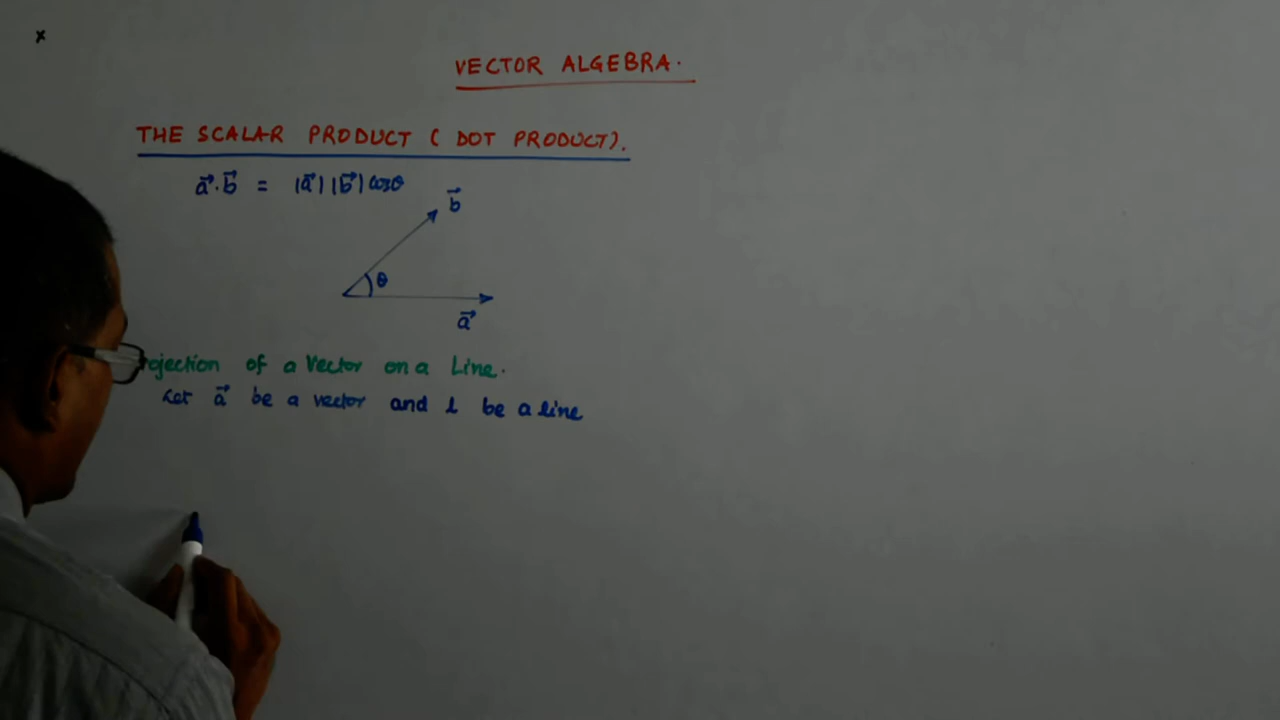 x
VECTOR ALGEBRA.
THE SCALAR PRODUCT ( DOT PRODUCT).
a⃗.b⃗ = |a⃗| |b⃗| cosθ
b⃗
θ
a⃗
ojection of a Vector on a Line.
Let a⃗ be a vector and l be a line